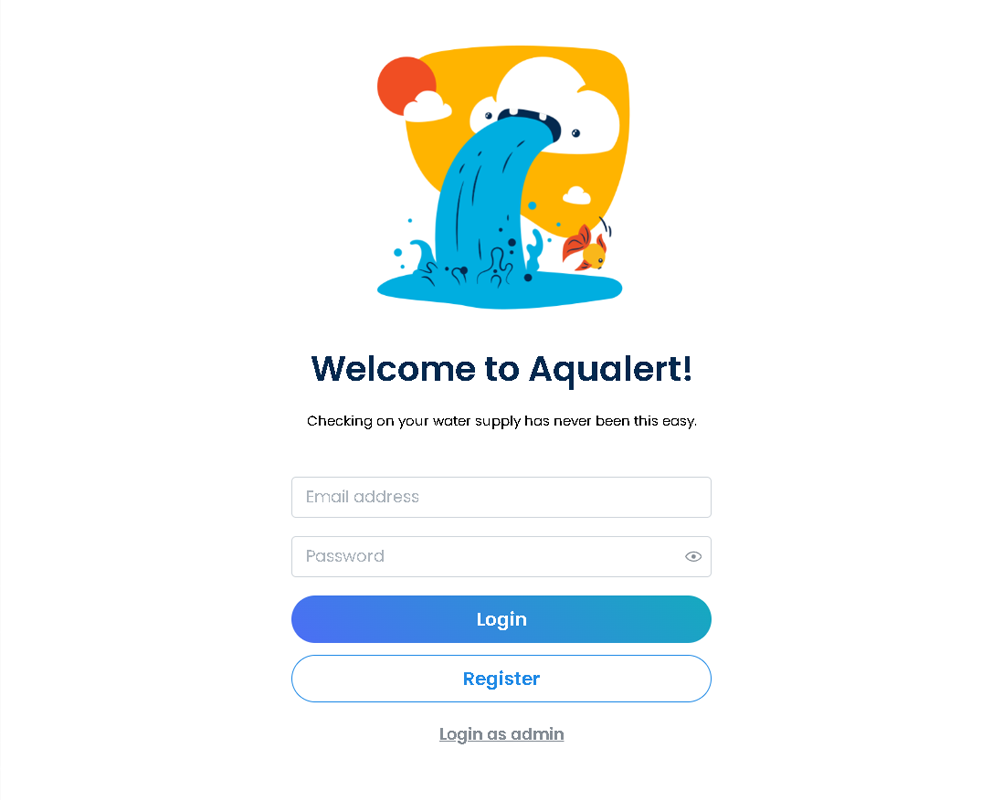 Welcome to Aqualert!
Checking on your water supply has never been this easy.
Email address
Password
Login
Register
Login as admin